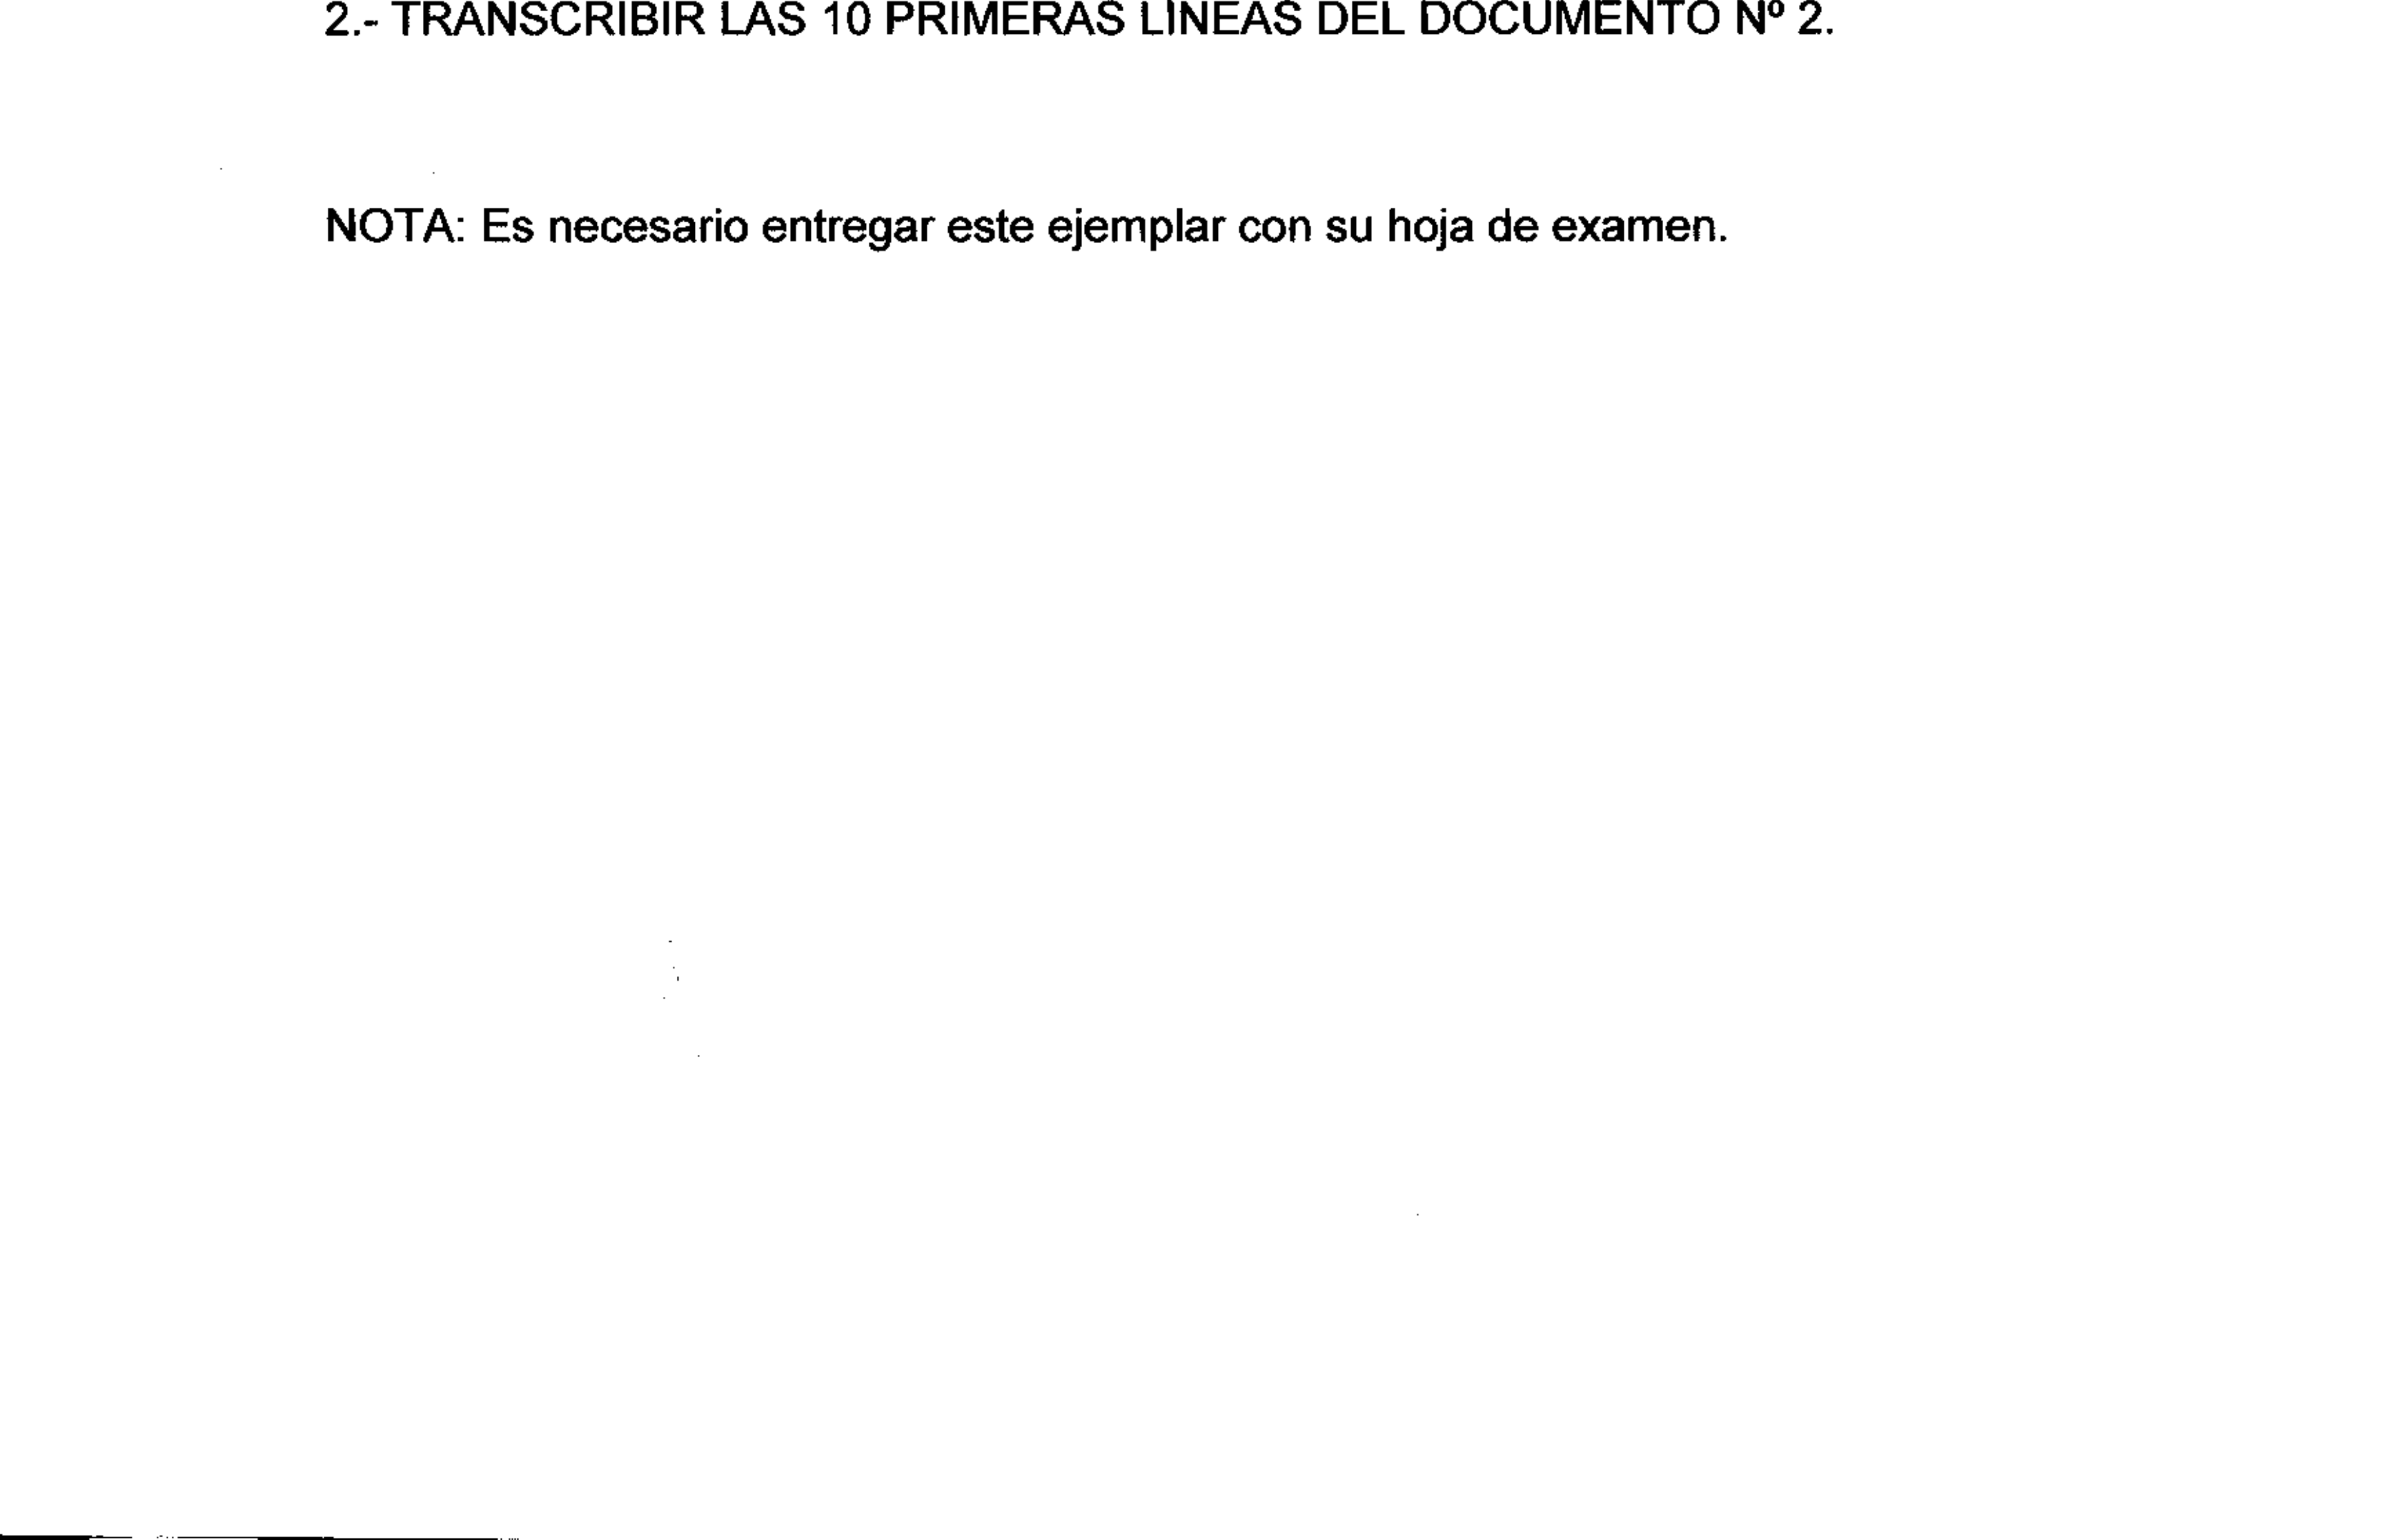 2.- TRANSCRIBIR LAS 10 PRIMERAS LINEAS DEL DOCUMENTO Nº 2.
NOTA: Es necesario entregar este ejemplar con su hoja de examen.